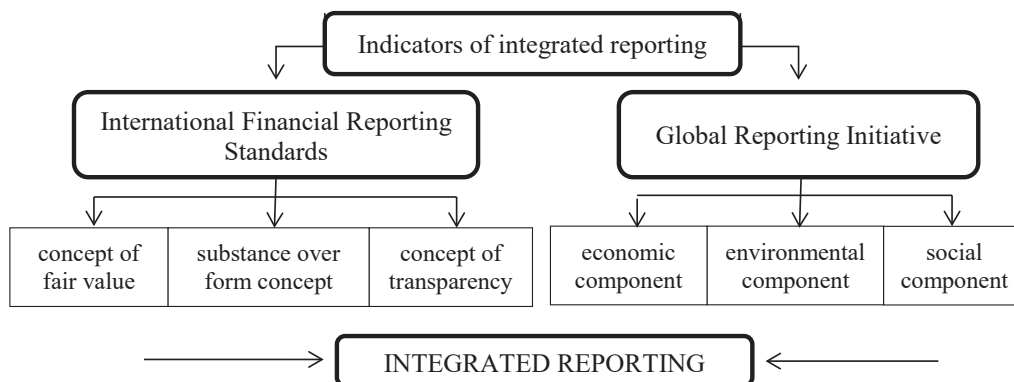 Indicators of integrated reporting
International Financial Reporting
Standards
Global Reporting Initiative
concept of
fair value
substance over
form concept
concept of
transparency
economic
component
environmental
component
social
component
INTEGRATED REPORTING